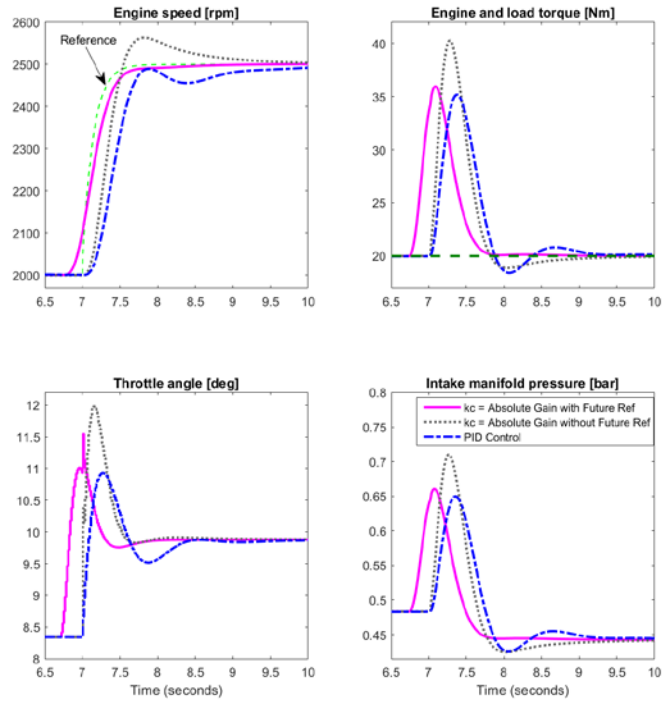 Engine speed [rpm]
2600
2500
2400
2300
2200
2100
2000
Reference
6.5 7 7.5 8 8.5 9 9.5 10
Engine and load torque [Nm]
40
35
30
25
20
6.5 7 7.5 8 8.5 9 9.5 10
Throttle angle [deg]
12
11.5
11
10.5
10
9.5
9
8.5
8
6.5 7 7.5 8 8.5 9 9.5 10
Time (seconds)
Intake manifold pressure [bar]
0.8
0.75
0.7
0.65
0.6
0.55
0.5
0.45
kc = Absolute Gain with Future Ref
kc = Absolute Gain without Future Ref
PID Control
6.5 7 7.5 8 8.5 9 9.5 10
Time (seconds)